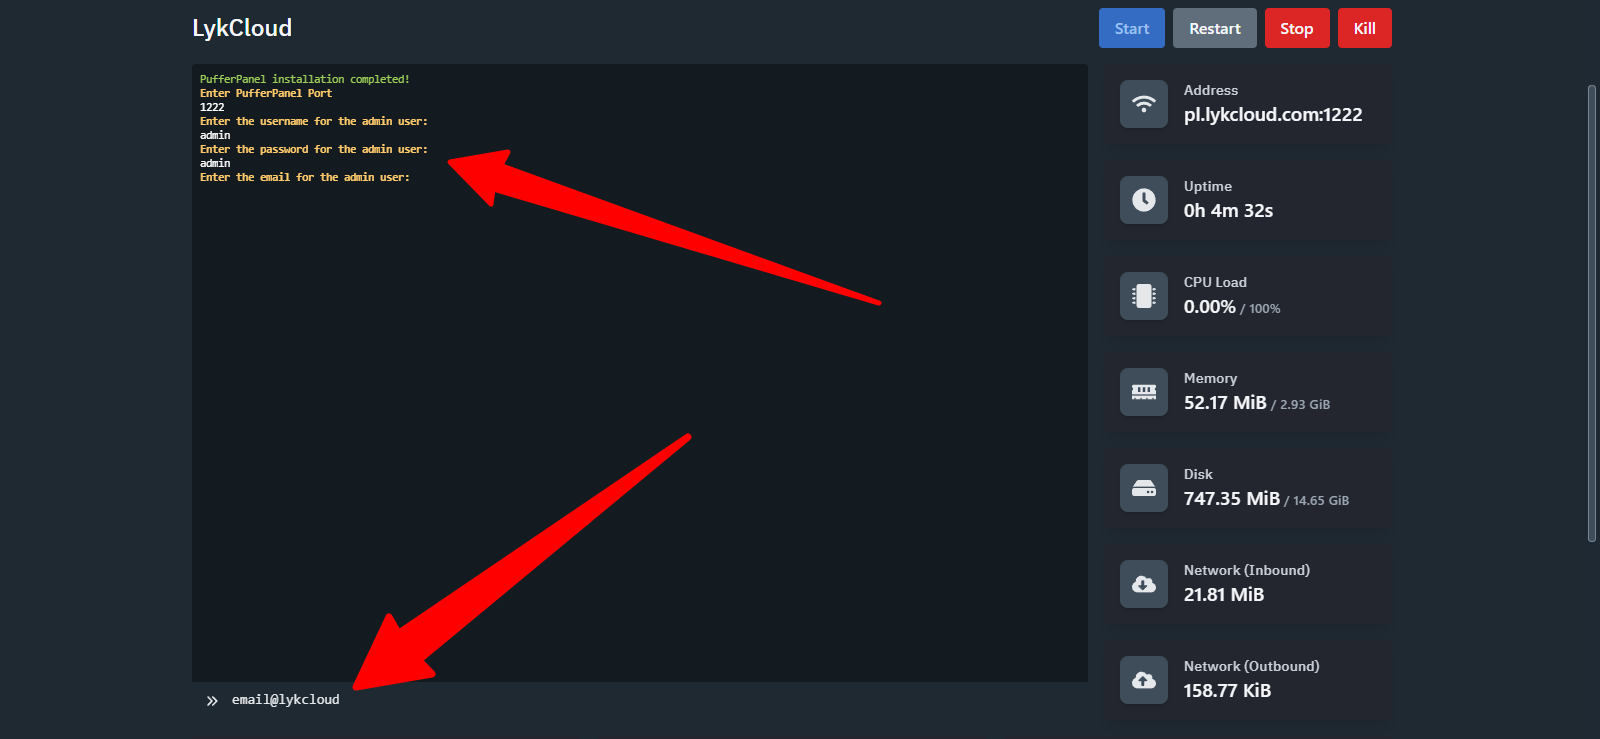 LykCloud
Start
Restart
Stop
Kill
PufferPanel installation completed!
Enter PufferPanel Port
1222
Enter the username for the admin user:
admin
Enter the password for the admin user:
admin
Enter the email for the admin user:
» email@lykcloud
Address
pl.lykcloud.com:1222
Uptime
0h 4m 32s
CPU Load
0.00% / 100%
Memory
52.17 MiB / 2.93 GiB
Disk
747.35 MiB / 14.65 GiB
Network (Inbound)
21.81 MiB
Network (Outbound)
158.77 KiB